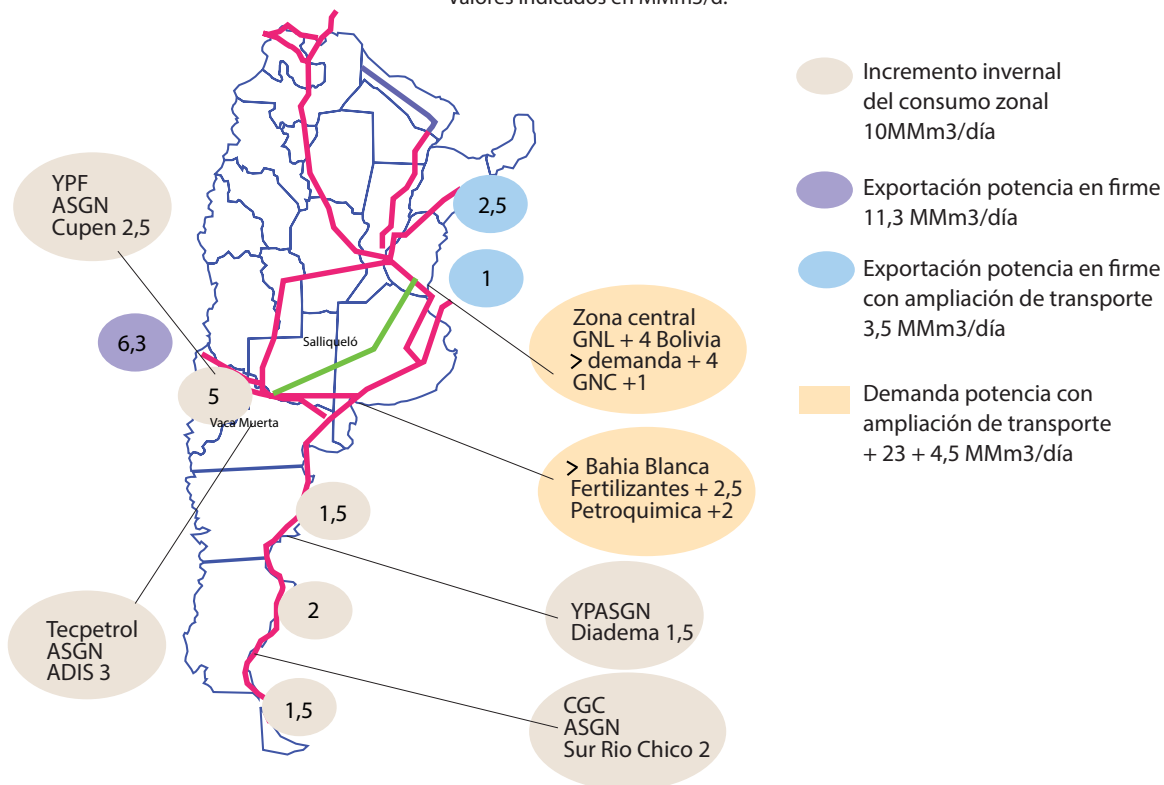 Valores indicados en MMm3/d.
YPF
ASGN
Cupen 2,5
6,3
5
Vaca Muerta
Salliqueló
2,5
1
Zona central
GNL + 4 Bolivia
> demanda + 4
GNC +1
> Bahia Blanca
Fertilizantes + 2,5
Petroquimica +2
1,5
2
1,5
Tecpetrol
ASGN
ADIS 3
YPASGN
Diadema 1,5
CGC
ASGN
Sur Rio Chico 2
Incremento invernal
del consumo zonal
10MMm3/día
Exportación potencia en firme
11,3 MMm3/día
Exportación potencia en firme
con ampliación de transporte
3,5 MMm3/día
Demanda potencia con
ampliación de transporte
+ 23 + 4,5 MMm3/día